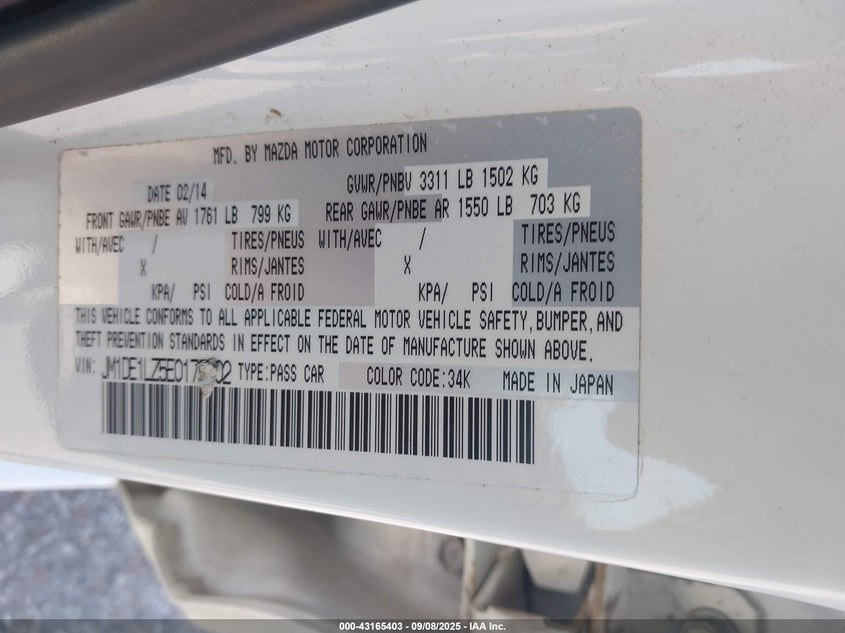 MFD. BY MAZDA MOTOR CORPORATION
DATE 02/14 GVWR/PNBV 3311 LB 1502 KG
FRONT GAWR/PNBE AV 1761 LB 799 KG REAR GAWR/PNBE AR 1550 LB 703 KG
WITH/AVEC / TIRES/PNEUS WITH/AVEC / TIRES/PNEUS
X RIMS/JANTES X RIMS/JANTES
KPA/ PSI COLD/A FROID KPA/ PSI COLD/A FROID
THIS VEHICLE CONFORMS TO ALL APPLICABLE FEDERAL MOTOR VEHICLE SAFETY, BUMPER, AND
THEFT PREVENTION STANDARDS IN EFFECT ON THE DATE OF MANUFACTURE SHOWN ABOVE.
VIN: TYPE:PASS CAR COLOR CODE:34K MADE IN JAPAN
000-43165403 - 09/08/2025 - IAA Inc.